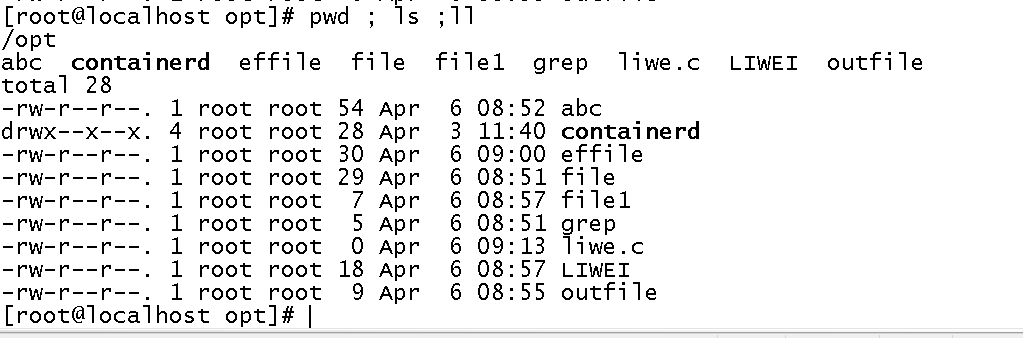 [root@localhost opt]# pwd ; ls ;ll
/opt
abc  containerd  effile  file  file1  grep  liwe.c  LIWEI  outfile
total 28
-rw-r--r--. 1 root root 54 Apr  6 08:52 abc
drwx--x--x. 4 root root 28 Apr  3 11:40 containerd
-rw-r--r--. 1 root root 30 Apr  6 09:00 effile
-rw-r--r--. 1 root root 29 Apr  6 08:51 file
-rw-r--r--. 1 root root  7 Apr  6 08:57 file1
-rw-r--r--. 1 root root  5 Apr  6 08:51 grep
-rw-r--r--. 1 root root  0 Apr  6 09:13 liwe.c
-rw-r--r--. 1 root root 18 Apr  6 08:57 LIWEI
-rw-r--r--. 1 root root  9 Apr  6 08:55 outfile
[root@localhost opt]#